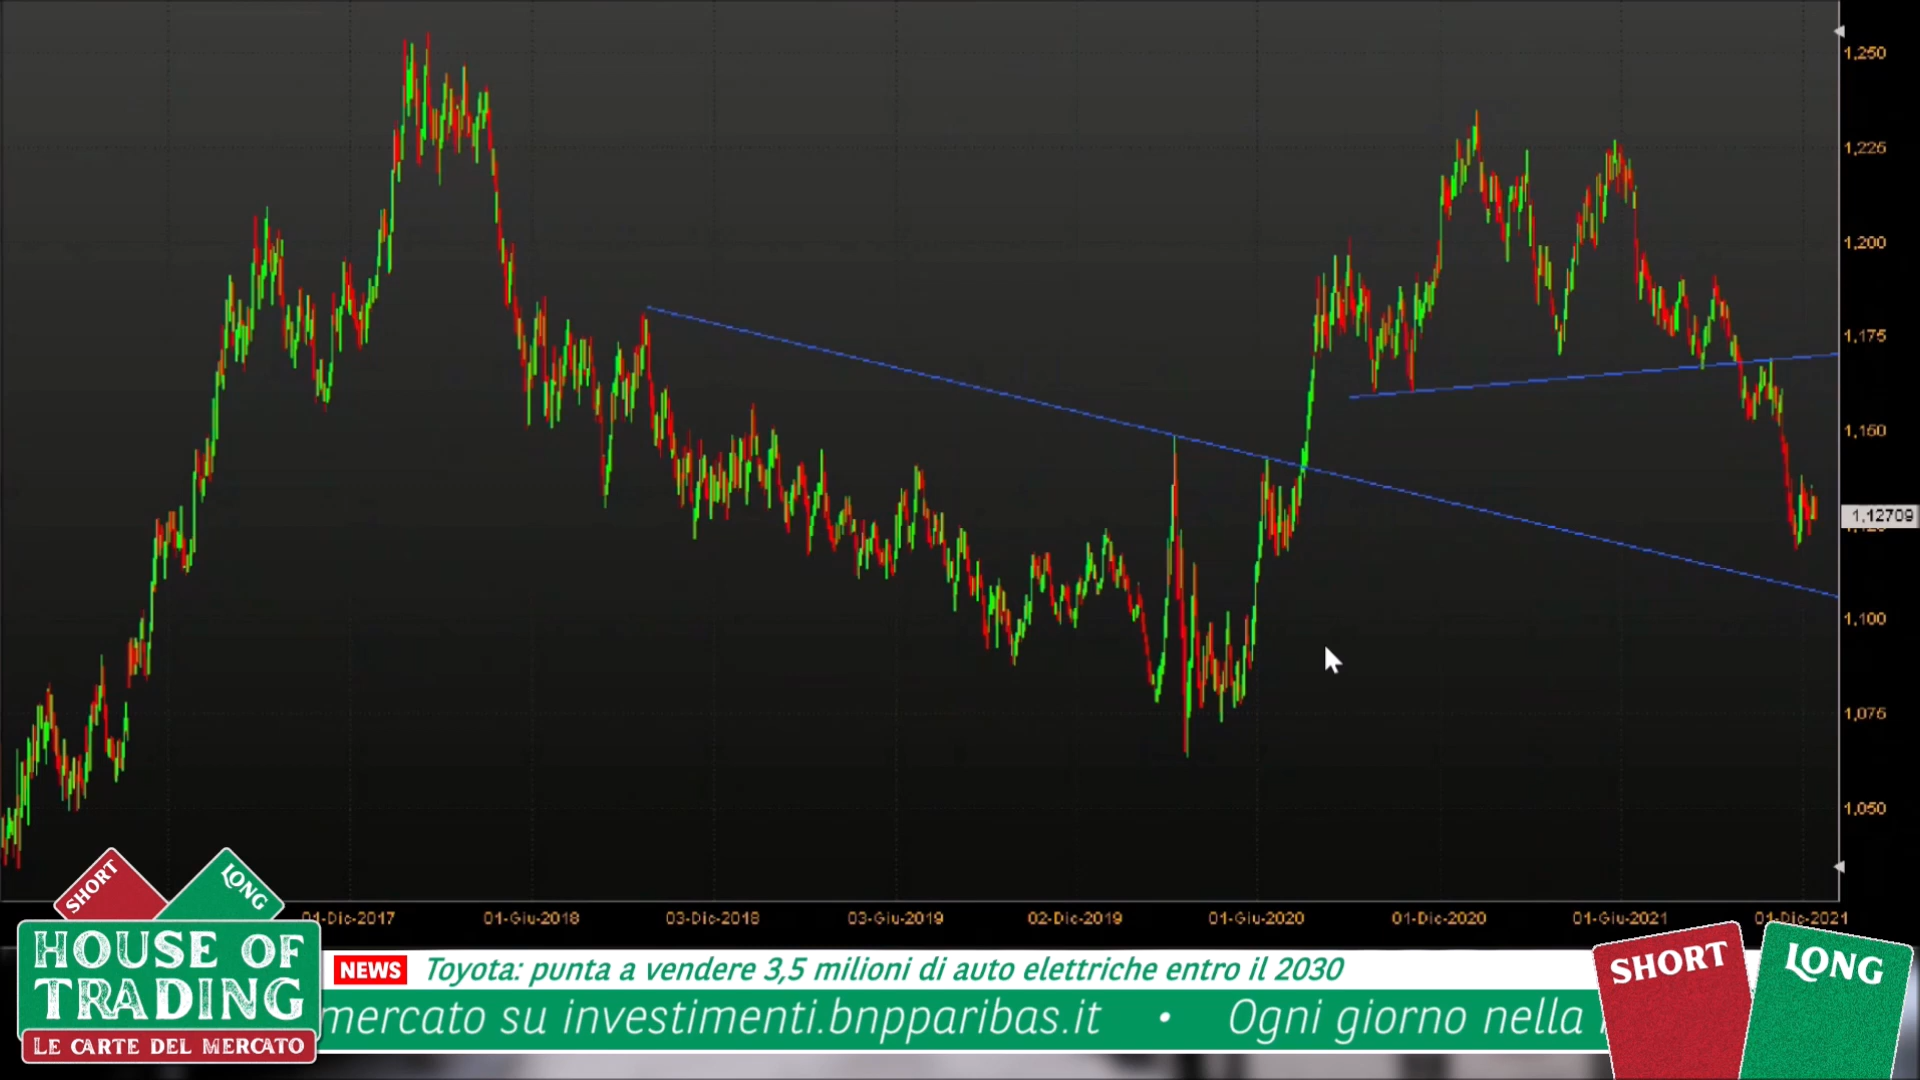 1,250
1,225
1,200
1,175
1,150
1,12709
1,100
1,075
1,050
01-Dic-2017
01-Giu-2018
03-Dic-2018
03-Giu-2019
02-Dic-2019
01-Giu-2020
01-Dic-2020
01-Giu-2021
01-Dic-2021
SHORT
LONG
HOUSE OF
TRADING
LE CARTE DEL MERCATO
NEWS Toyota: punta a vendere 3,5 milioni di auto elettriche entro il 2030
mercato su investimenti.bnpparibas.it • Ogni giorno nella
SHORT
LONG